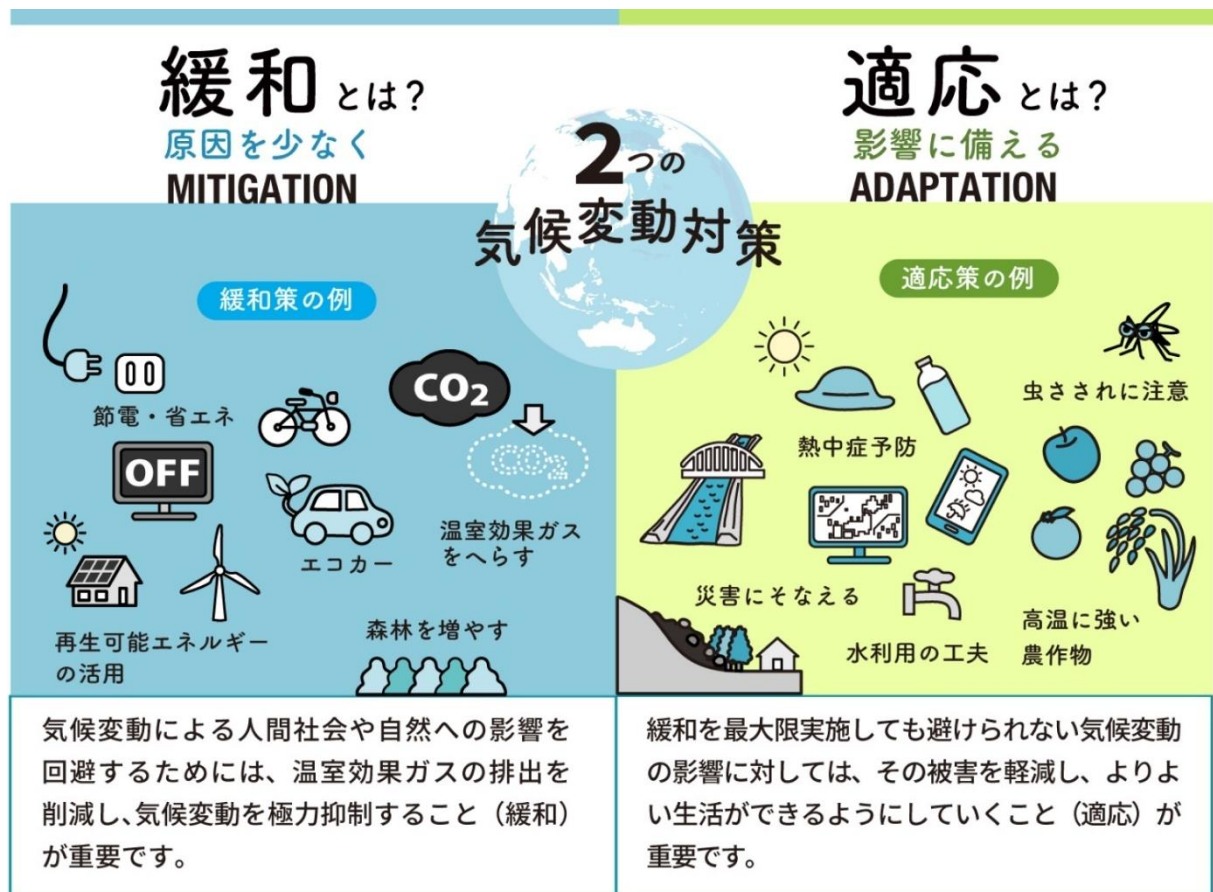 緩和とは?
原因を少なく
MITIGATION
2つの
気候変動対策
適応とは?
影響に備える
ADAPTATION
緩和策の例
節電・省エネ
OFF
CO₂
CO₂
温室効果ガス
をへらす
エコカー
再生可能エネルギー
の活用
森林を増やす
気候変動による人間社会や自然への影響を
回避するためには、温室効果ガスの排出を
削減し、気候変動を極力抑制すること（緩和）
が重要です。
適応策の例
虫さされに注意
熱中症予防
災害にそなえる
水利用の工夫
高温に強い
農作物
緩和を最大限実施しても避けられない気候変動
の影響に対しては、その被害を軽減し、よりよ
い生活ができるようにしていくこと（適応）が
重要です。